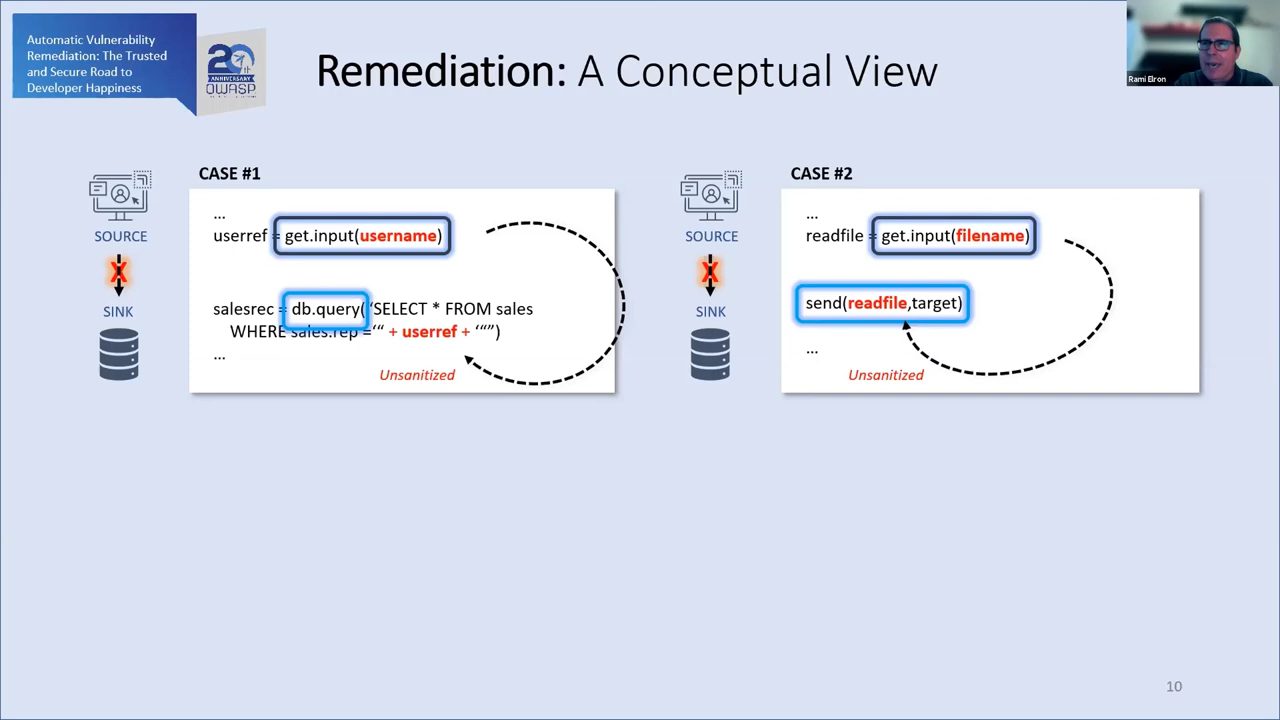 Automatic Vulnerability
Remediation: The Trusted
and Secure Road to
Developer Happiness
20
ANNIVERSARY
OWASP
Remediation: A Conceptual View
Rami Elron
CASE #1
SOURCE
X
SINK
...
userref = get.input(username)
salesrec = db.query(“SELECT * FROM sales
WHERE sales.rep =‘“ + userref + ‘““)
...
Unsanitized
CASE #2
SOURCE
X
SINK
...
readfile = get.input(filename)
send(readfile,target)
...
Unsanitized
10